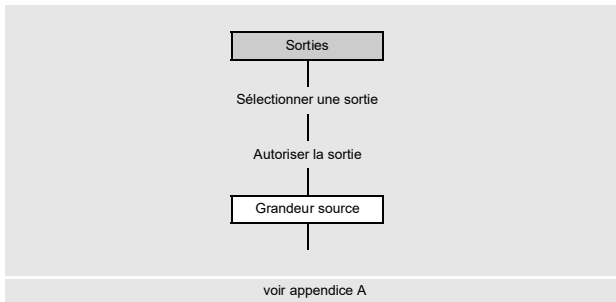 Sorties
Sélectionner une sortie
Autoriser la sortie
Grandeur source
voir appendice A